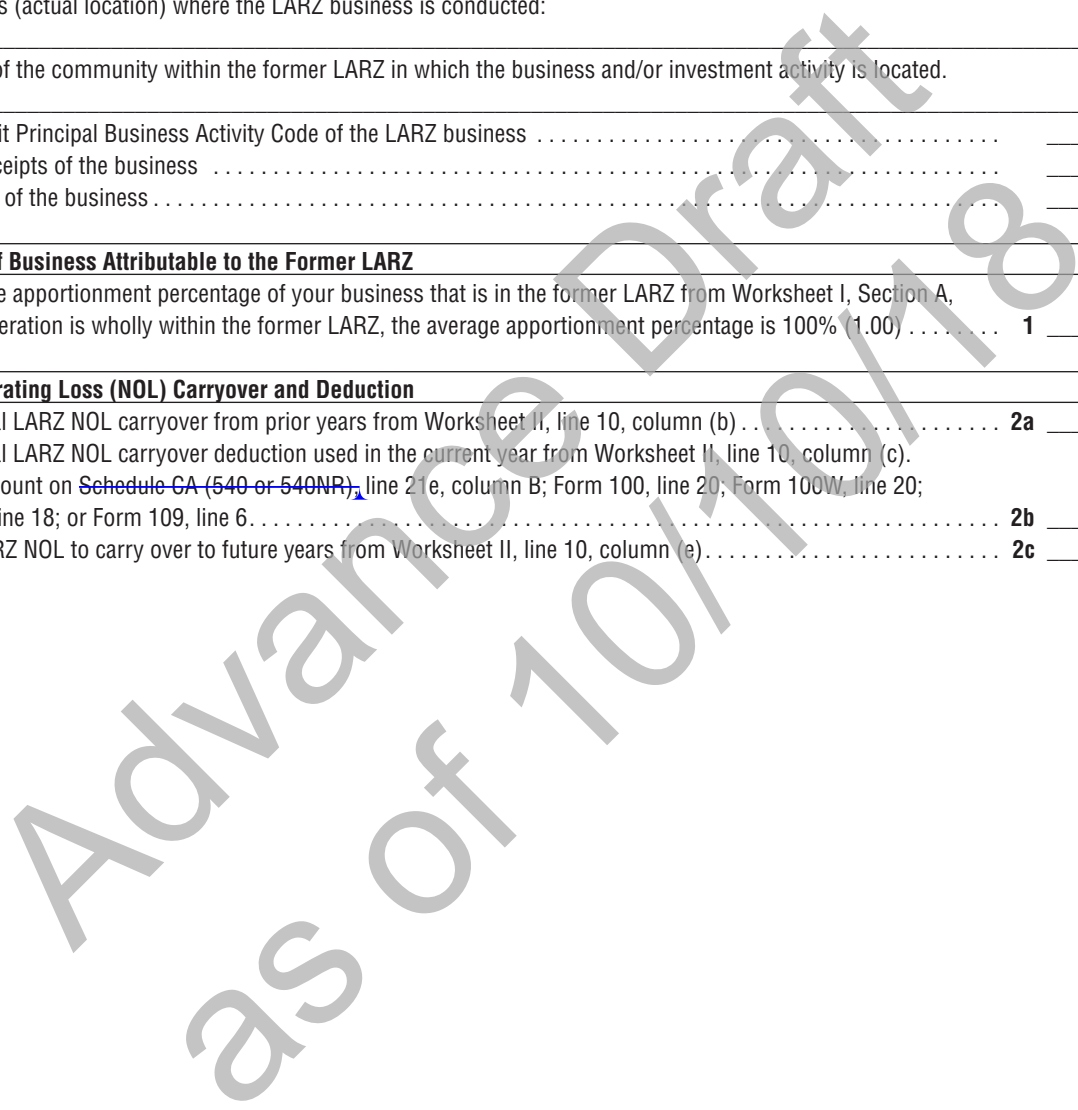 s (actual location) where the LARZ business is conducted:
of the community within the former LARZ in which the business and/or investment activity is located.
it Principal Business Activity Code of the LARZ business
ceipts of the business
of the business
f Business Attributable to the Former LARZ
e apportionment percentage of your business that is in the former LARZ from Worksheet I, Section A,
eration is wholly within the former LARZ, the average apportionment percentage is 100% (1.00) 1
rating Loss (NOL) Carryover and Deduction
l LARZ NOL carryover from prior years from Worksheet II, line 10, column (b) 2a
l LARZ NOL carryover deduction used in the current year from Worksheet II, line 10, column (c).
ount on Schedule CA (540 or 540NR), line 21e, column B; Form 100, line 20; Form 100W, line 20;
ine 18; or Form 109, line 6 2b
RZ NOL to carry over to future years from Worksheet II, line 10, column (e) 2c
Advance Draft
as of 10/10/18